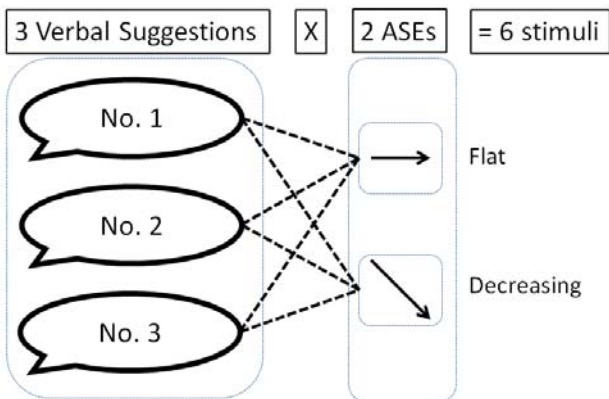 3 Verbal Suggestions X 2 ASEs = 6 stimuli
No. 1
No. 2
No. 3
Flat
Decreasing